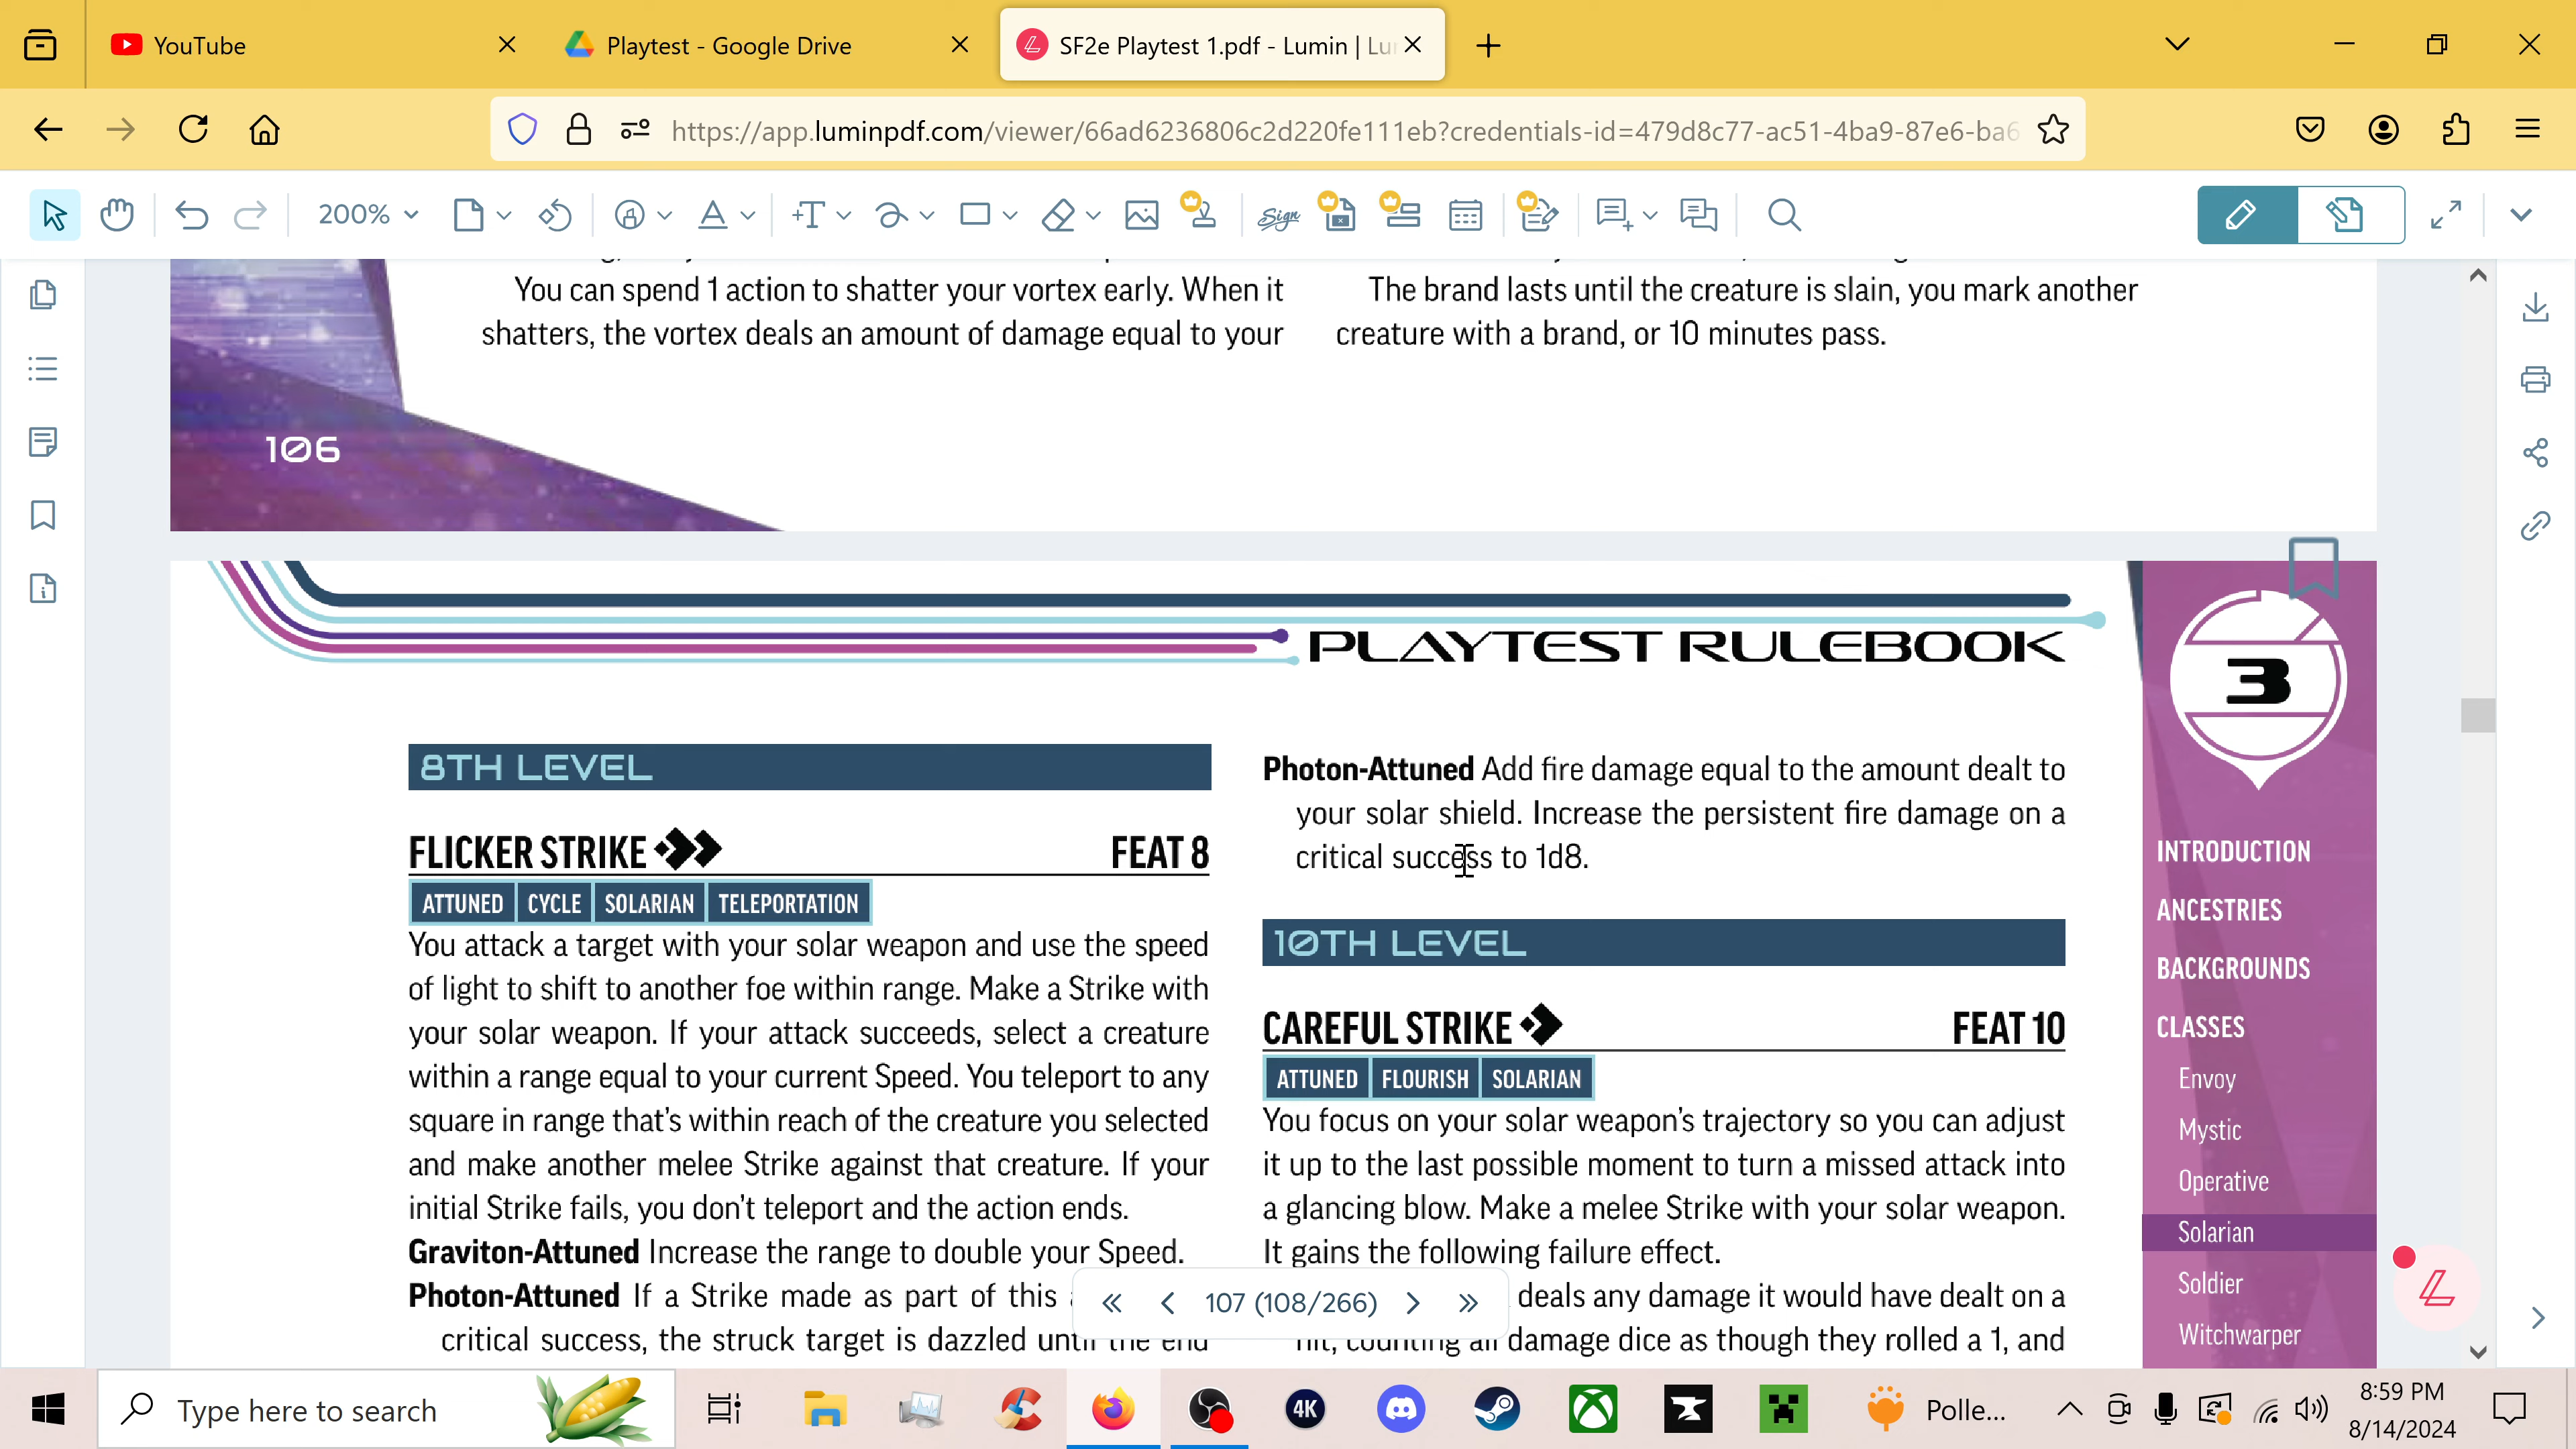 YouTube
Playtest - Google Drive
SF2e Playtest 1.pdf - Lumin | Lu
https://app.luminpdf.com/viewer/66ad6236806c2d220fe111eb?credentials-id=479d8c77-ac51-4ba9-87e6-ba6
200%
Sign
You can spend 1 action to shatter your vortex early. When it
shatters, the vortex deals an amount of damage equal to your
The brand lasts until the creature is slain, you mark another
creature with a brand, or 10 minutes pass.
106
PLAYTEST RULEBOOK
3
8TH LEVEL
FLICKER STRIKE FEAT 8
ATTUNED CYCLE SOLARIAN TELEPORTATION
You attack a target with your solar weapon and use the speed
of light to shift to another foe within range. Make a Strike with
your solar weapon. If your attack succeeds, select a creature
within a range equal to your current Speed. You teleport to any
square in range that's within reach of the creature you selected
and make another melee Strike against that creature. If your
initial Strike fails, you don't teleport and the action ends.
Graviton-Attuned Increase the range to double your Speed.
Photon-Attuned If a Strike made as part of this
critical success, the struck target is dazzled until the end
Photon-Attuned Add fire damage equal to the amount dealt to
your solar shield. Increase the persistent fire damage on a
critical success to 1d8.
10TH LEVEL
CAREFUL STRIKE FEAT 10
ATTUNED FLOURISH SOLARIAN
You focus on your solar weapon's trajectory so you can adjust
it up to the last possible moment to turn a missed attack into
a glancing blow. Make a melee Strike with your solar weapon.
It gains the following failure effect.
deals any damage it would have dealt on a
hit, counting all damage dice as though they rolled a 1, and
INTRODUCTION
ANCESTRIES
BACKGROUNDS
CLASSES
Envoy
Mystic
Operative
Solarian
Soldier
Witchwarper
107 (108/266)
Type here to search
4K
Polle...
8:59 PM
8/14/2024